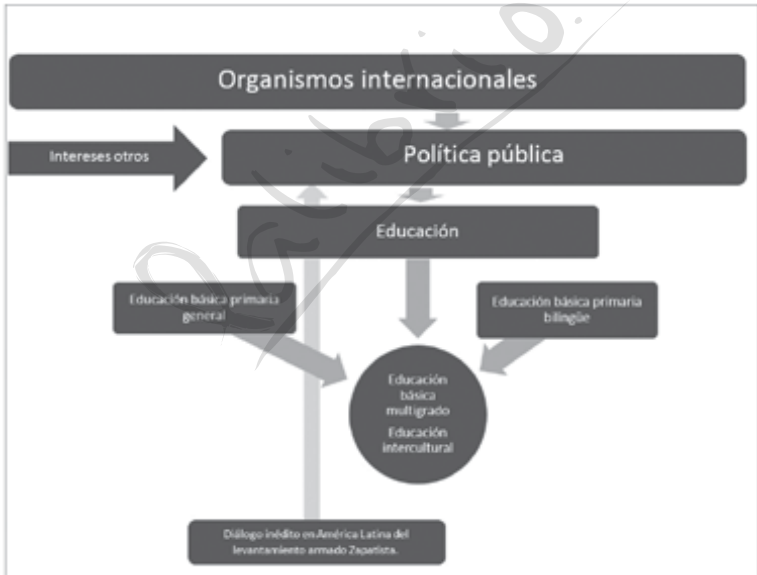 Organismos internacionales
Intereses otros
Política pública
Educación
Educación básica primaria
general
Educación básica primaria
bilingüe
Educación
básica
multigrado
Educación
intercultural
Diálogo inédito en América Latina del
levantamiento armado Zapatista.